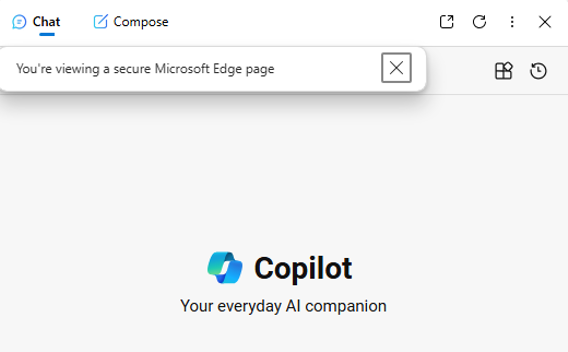 Chat Compose
You're viewing a secure Microsoft Edge page
Copilot
Your everyday AI companion